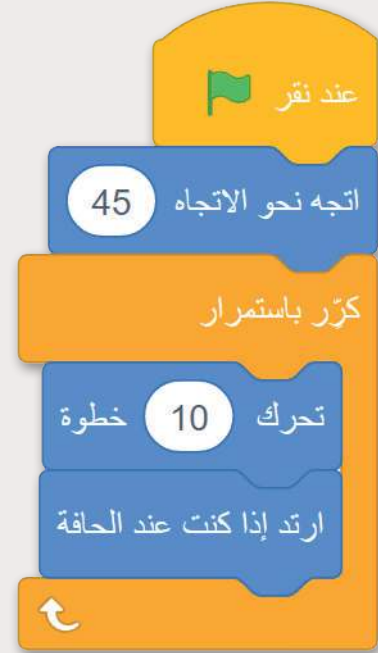 عند نقر
اتجه نحو الاتجاه 45
كرّر باستمرار
تحرك 10 خطوة
ارتد إذا كنت عند الحافة